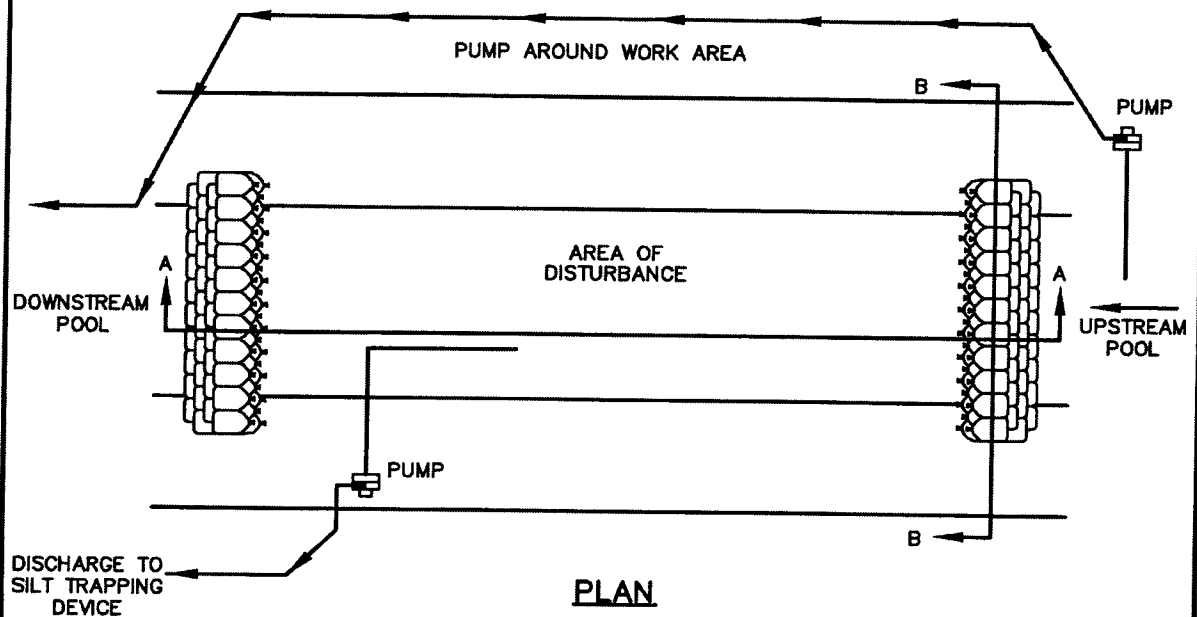 PUMP AROUND WORK AREA
B
PUMP
AREA OF
DISTURBANCE
A
A
DOWNSTREAM
POOL
UPSTREAM
POOL
PUMP
B
DISCHARGE TO
SILT TRAPPING
DEVICE
PLAN